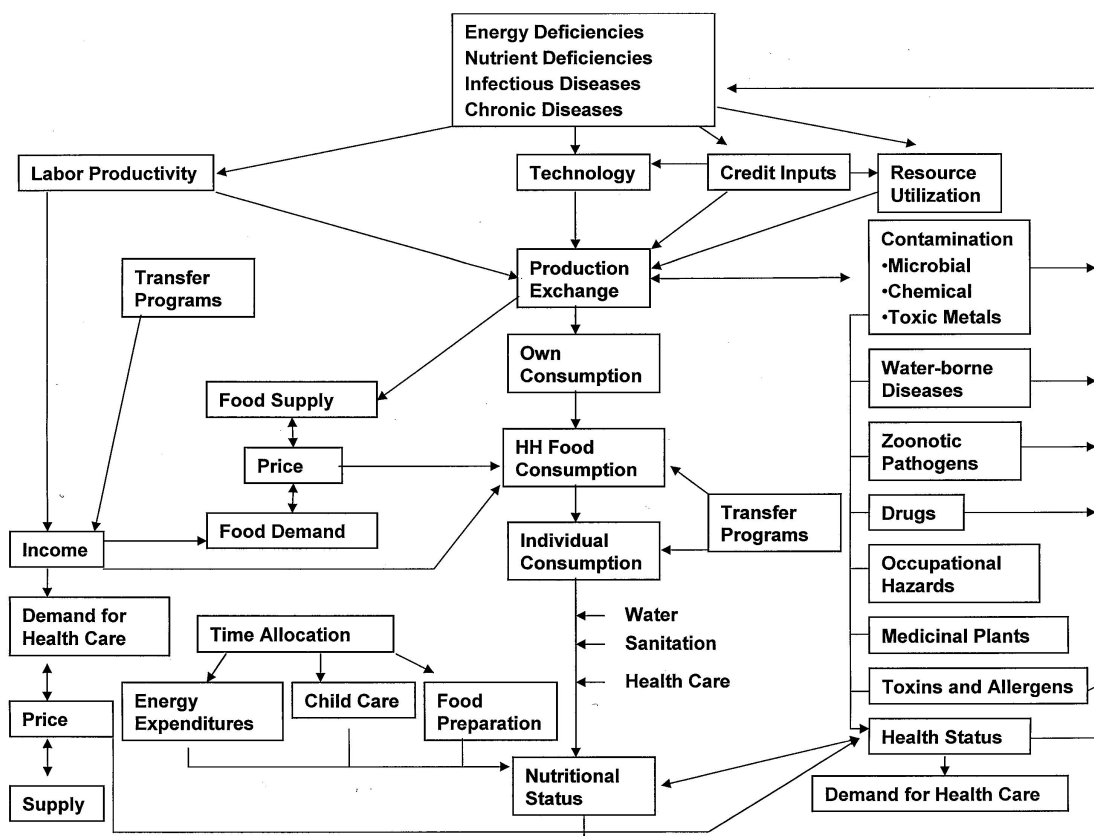 Energy Deficiencies
Nutrient Deficiencies
Infectious Diseases
Chronic Diseases
Labor Productivity
Technology
Credit Inputs
Resource
Utilization
Transfer
Programs
Production
Exchange
Contamination
•Microbial
•Chemical
•Toxic Metals
Own
Consumption
Water-borne
Diseases
Food Supply
Price
Food Demand
HH Food
Consumption
Zoonotic
Pathogens
Income
Individual
Consumption
Transfer
Programs
Drugs
Occupational
Hazards
Demand for
Health Care
Time Allocation
Water
Sanitation
Health Care
Medicinal Plants
Energy
Expenditures
Child Care
Food
Preparation
Toxins and Allergens
Price
Health Status
Supply
Nutritional
Status
Demand for Health Care